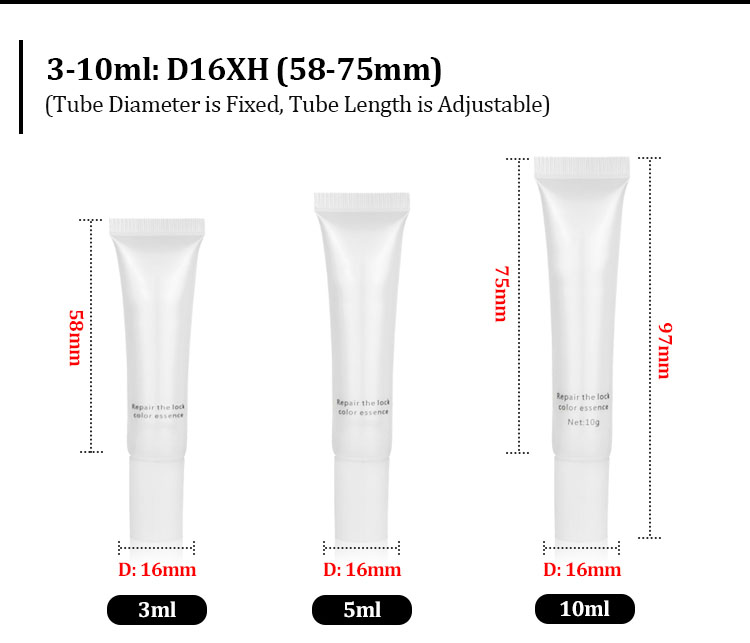 3-10ml: D16XH (58-75mm)
(Tube Diameter is Fixed, Tube Length is Adjustable)
58mm
75mm
97mm
Repair the lock
color essence
Repair the lock
color essence
Repair the lock
color essence
Net:10g
D: 16mm
D: 16mm
D: 16mm
3ml
5ml
10ml